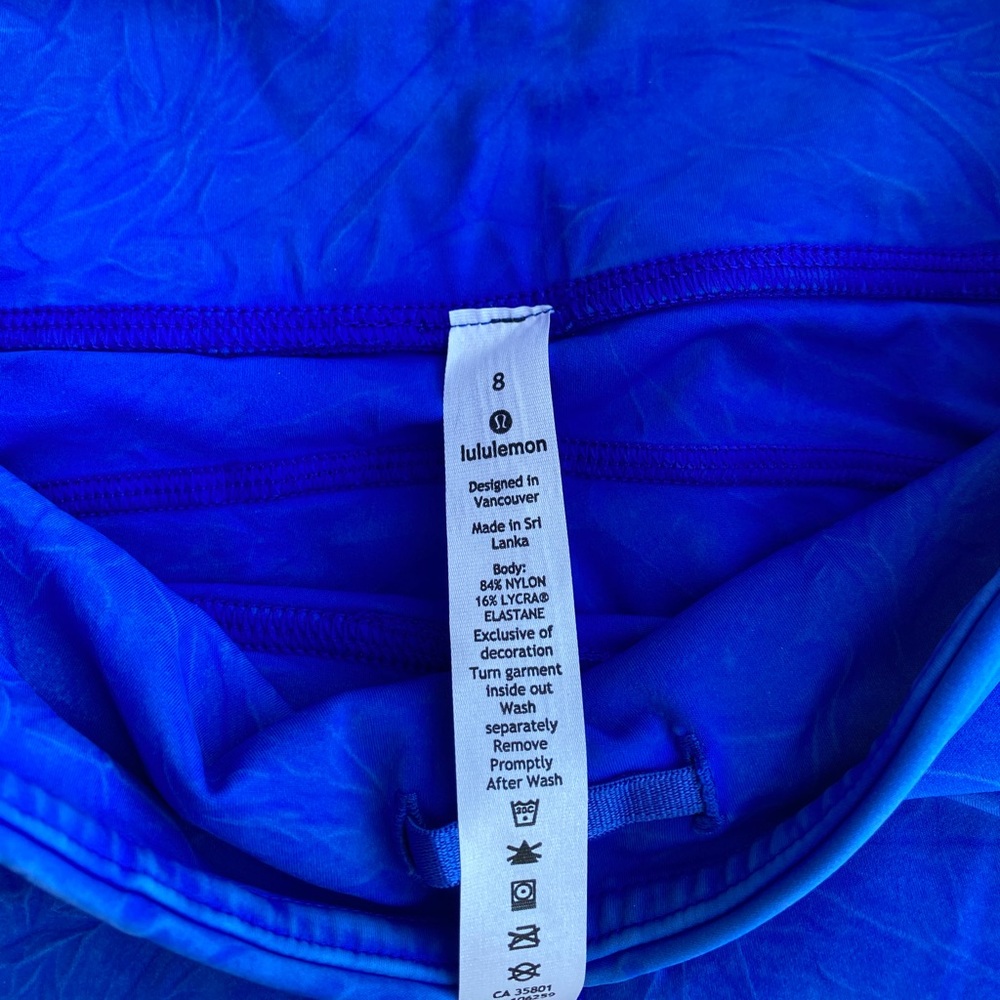 8
lululemon
Designed in
Vancouver
Made in Sri
Lanka
Body:
84% NYLON
16% LYCRA®
ELASTANE
Exclusive of
decoration
Turn garment
inside out
Wash
separately
Remove
Promptly
After Wash
30C
CA 35801